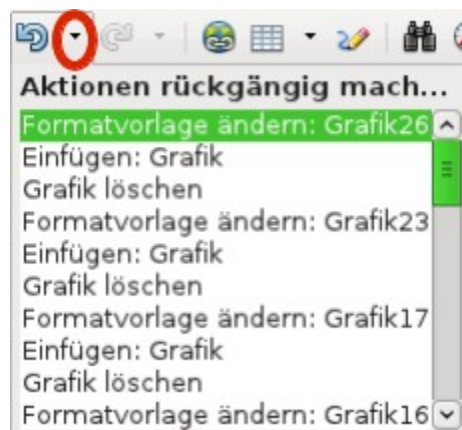 Aktionen rückgängig mach...
Formatvorlage ändern: Grafik26
Einfügen: Grafik
Grafik löschen
Formatvorlage ändern: Grafik23
Einfügen: Grafik
Grafik löschen
Formatvorlage ändern: Grafik17
Einfügen: Grafik
Grafik löschen
Formatvorlage ändern: Grafik16